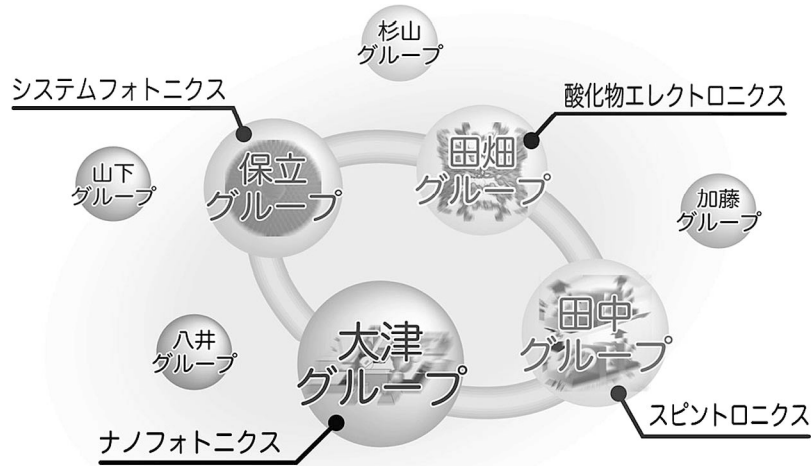 杉山
グループ
システムフォトニクス
酸化物エレクトロニクス
保立
グループ
田畑
グループ
山下
グループ
加藤
グループ
田中
グループ
大津
グループ
八井
グループ
スピントロニクス
ナノフォトニクス